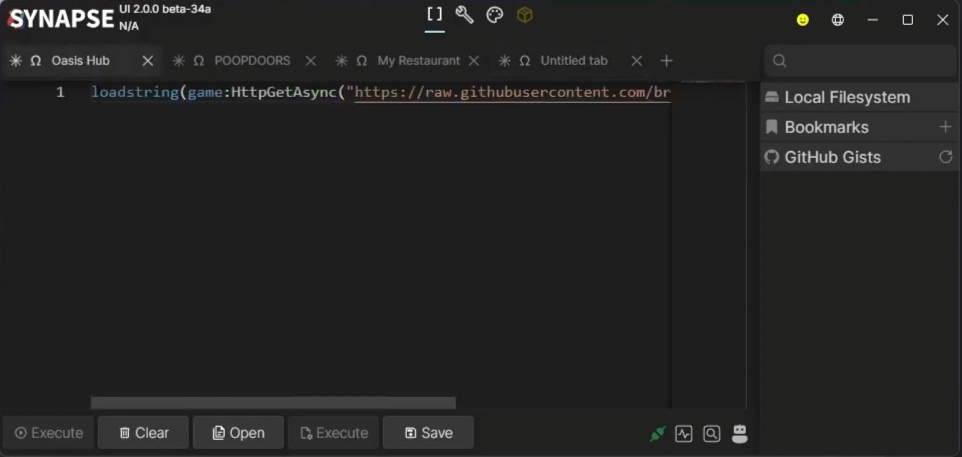 SYNAPSE UI 2.0.0 beta-34a
N/A
Oasis Hub POOPDOORS My Restaurant Untitled tab
1 loadstring(game:HttpGetAsync("https://raw.githubusercontent.com/br
Local Filesystem
Bookmarks
GitHub Gists
Execute Clear Open Execute Save